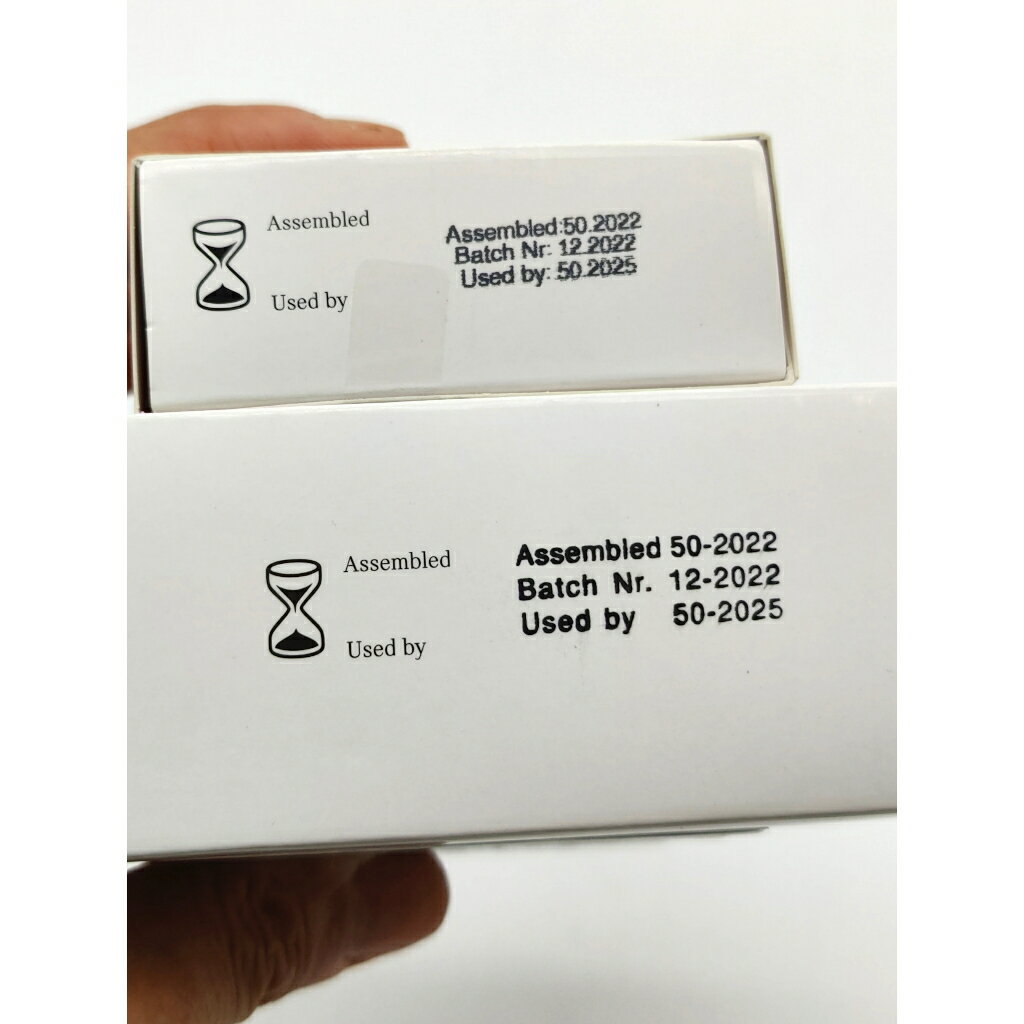 Assembled
Used by
Assembled:50.2022
Batch Nr: 12.2022
Used by: 50.2025
Assembled
Used by
Assembled 50-2022
Batch Nr. 12-2022
Used by 50-2025